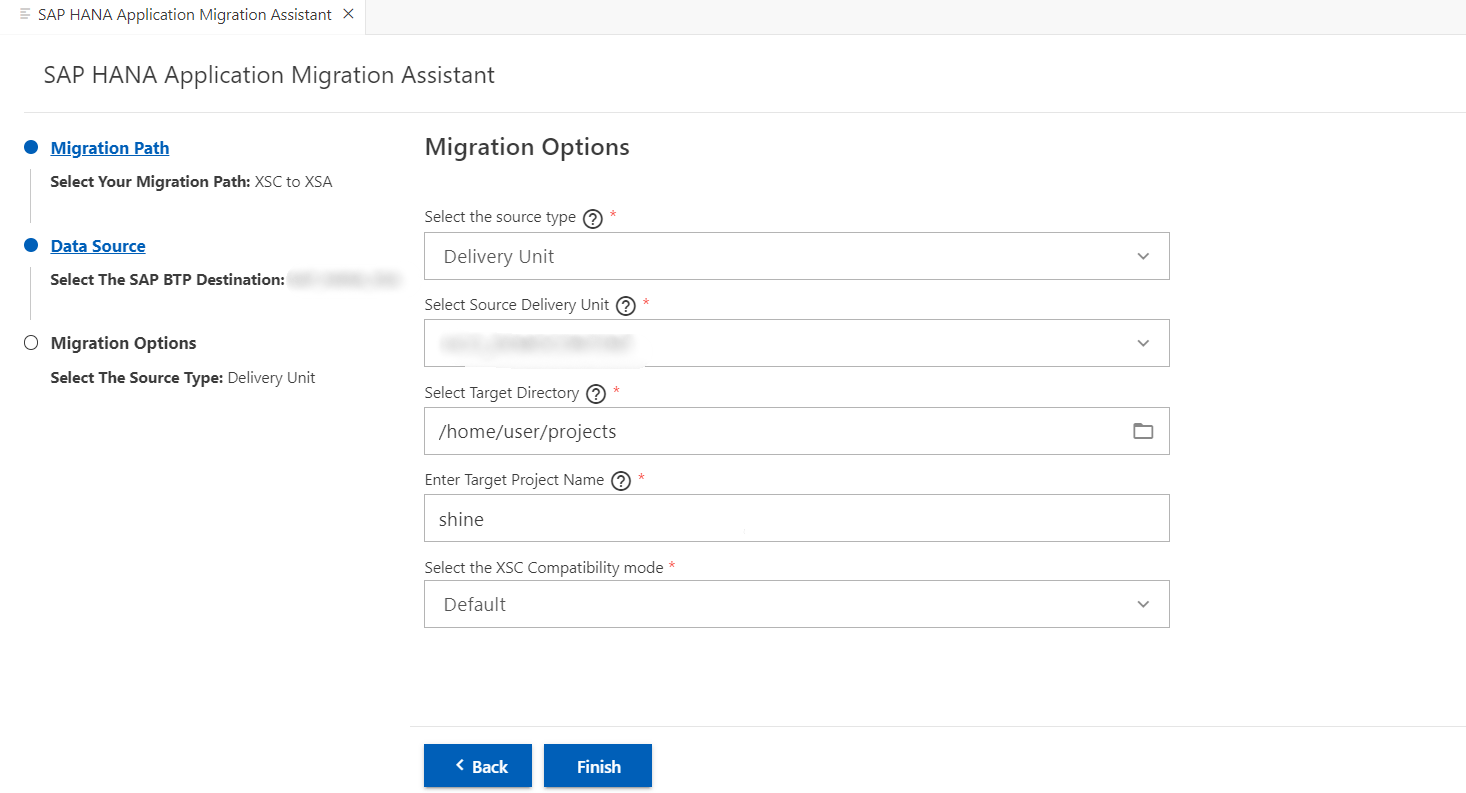 SAP HANA Application Migration Assistant
SAP HANA Application Migration Assistant
Migration Path
Select Your Migration Path: XSC to XSA
Data Source
Select The SAP BTP Destination:
Migration Options
Select The Source Type: Delivery Unit
Migration Options
Select the source type ? *
Delivery Unit
Select Source Delivery Unit ? *
Select Target Directory ? *
/home/user/projects
Enter Target Project Name ? *
shine
Select the XSC Compatibility mode *
Default
Back
Finish